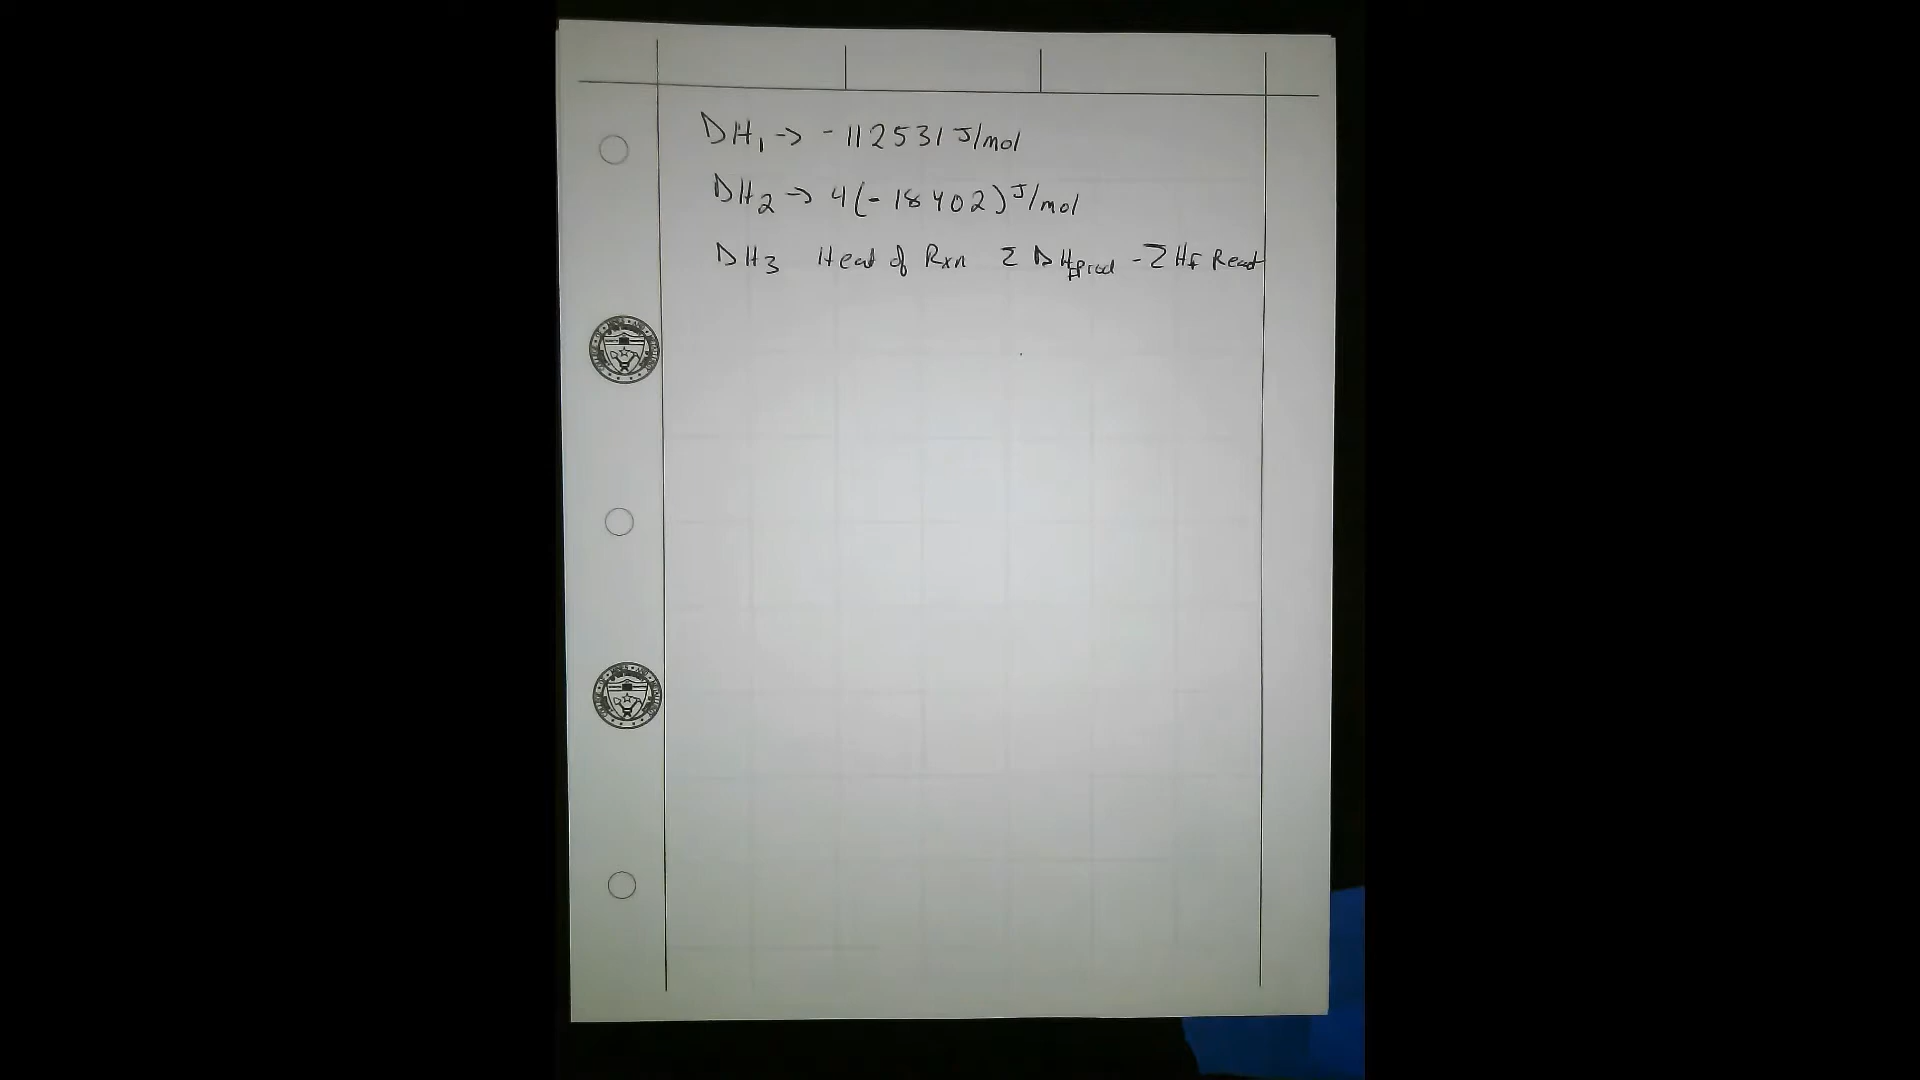 ΔH₁ → -112531 J/mol
ΔH₂ → 4(-18402) J/mol
ΔH₃ Heat of Rxn Σ ΔHf Prod - Σ Hf React